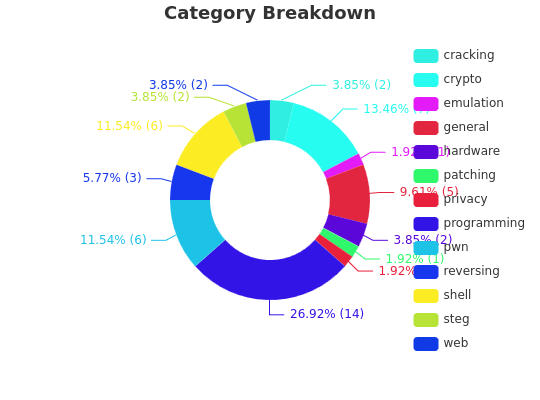 Category Breakdown
3.85% (2)
3.85% (2)
3.85% (2)
11.54% (6)
5.77% (3)
11.54% (6)
26.92% (14)
13.46%
1.92% (1)
9.61% (5)
3.85% (2)
1.92% (1)
1.92%
cracking
crypto
emulation
general
hardware
patching
privacy
programming
pwn
reversing
shell
steg
web